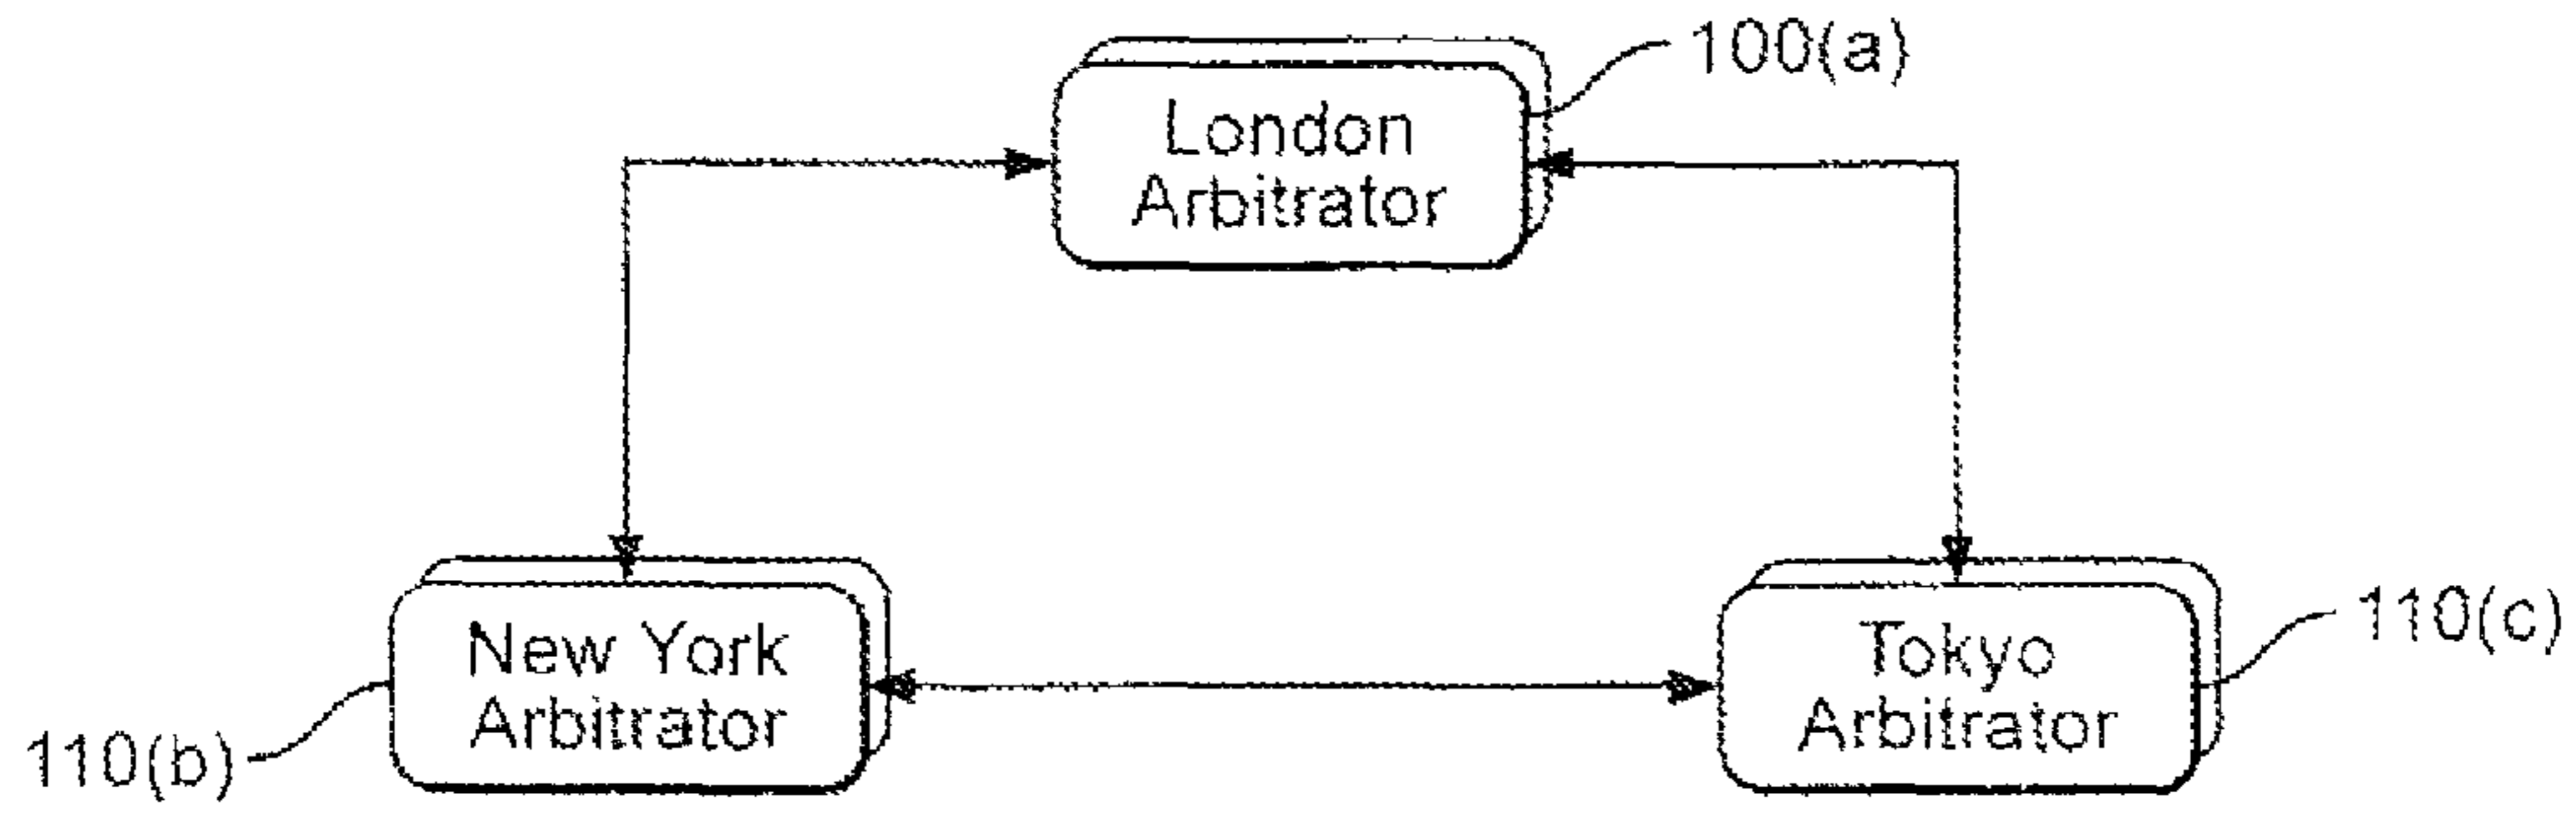 100(a)
London
Arbitrator
New York
Arbitrator
110(b)
Tokyo
Arbitrator
110(c)